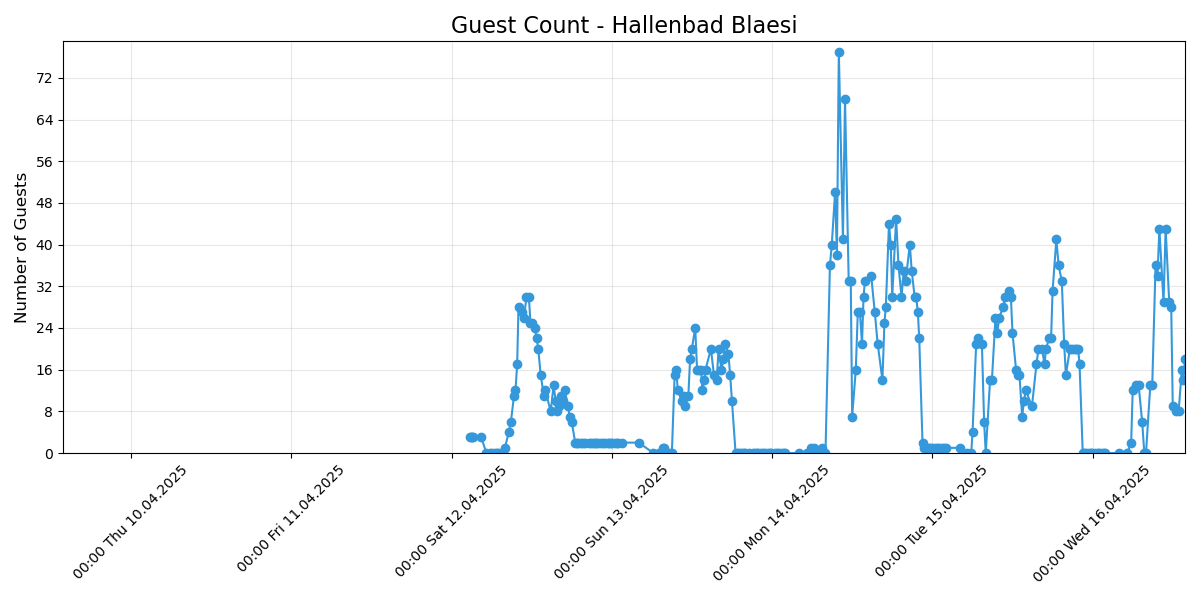 Guest Count - Hallenbad Blaesi
Number of Guests
72
64
56
48
40
32
24
16
8
0
00:00 Thu 10.04.2025
00:00 Fri 11.04.2025
00:00 Sat 12.04.2025
00:00 Sun 13.04.2025
00:00 Mon 14.04.2025
00:00 Tue 15.04.2025
00:00 Wed 16.04.2025